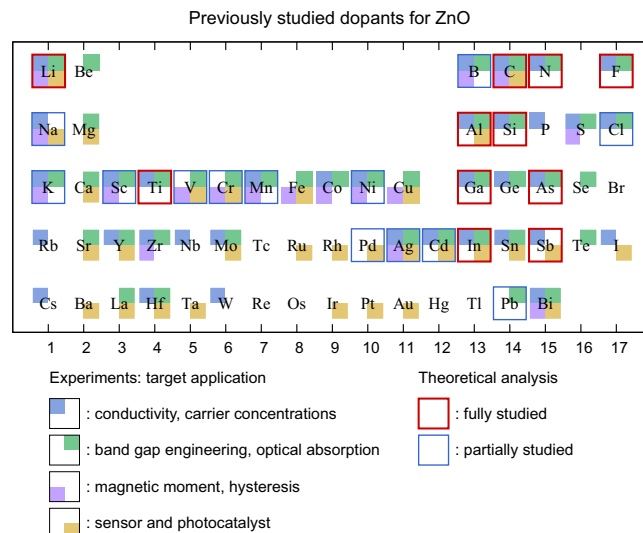 Previously studied dopants for ZnO
Li Be B C N F
Na Mg Al Si P S Cl
K Ca Sc Ti V Cr Mn Fe Co Ni Cu Ga Ge As Se Br
Rb Sr Y Zr Nb Mo Tc Ru Rh Pd Ag Cd In Sn Sb Te I
Cs Ba La Hf Ta W Re Os Ir Pt Au Hg Tl Pb Bi
1 2 3 4 5 6 7 8 9 10 11 12 13 14 15 16 17
Experiments: target application Theoretical analysis
: conductivity, carrier concentrations : fully studied
: band gap engineering, optical absorption : partially studied
: magnetic moment, hysteresis
: sensor and photocatalyst